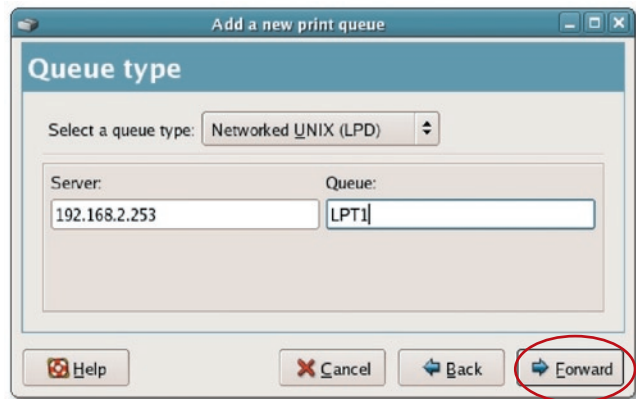 Add a new print queue
Queue type
Select a queue type: Networked UNIX (LPD)
Server: Queue:
192.168.2.253 LPT1
Help Cancel Back Forward